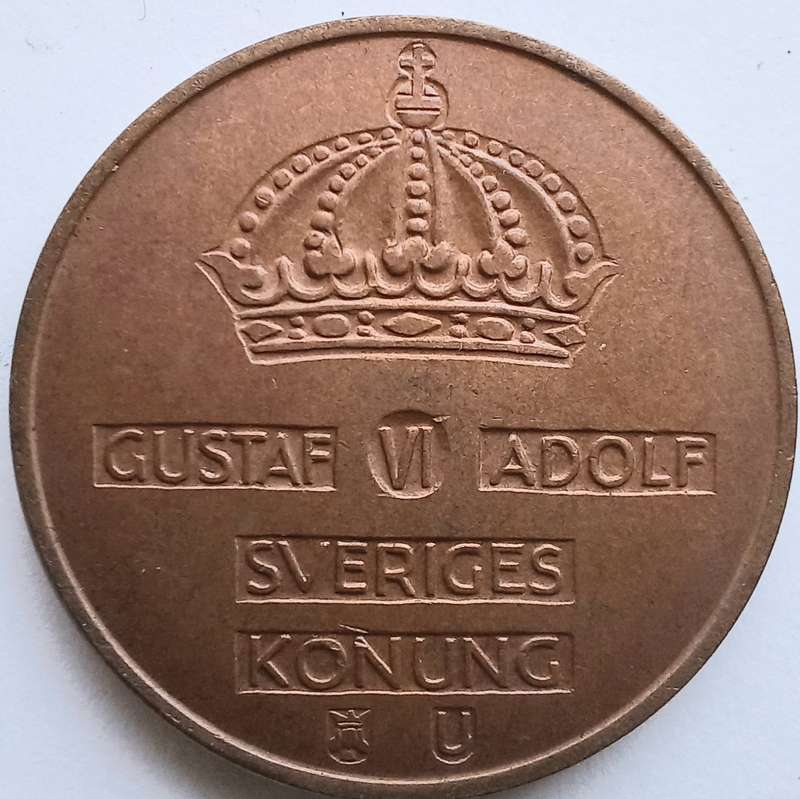 GUSTAF VI ADOLF
SVERIGES
KONUNG
U